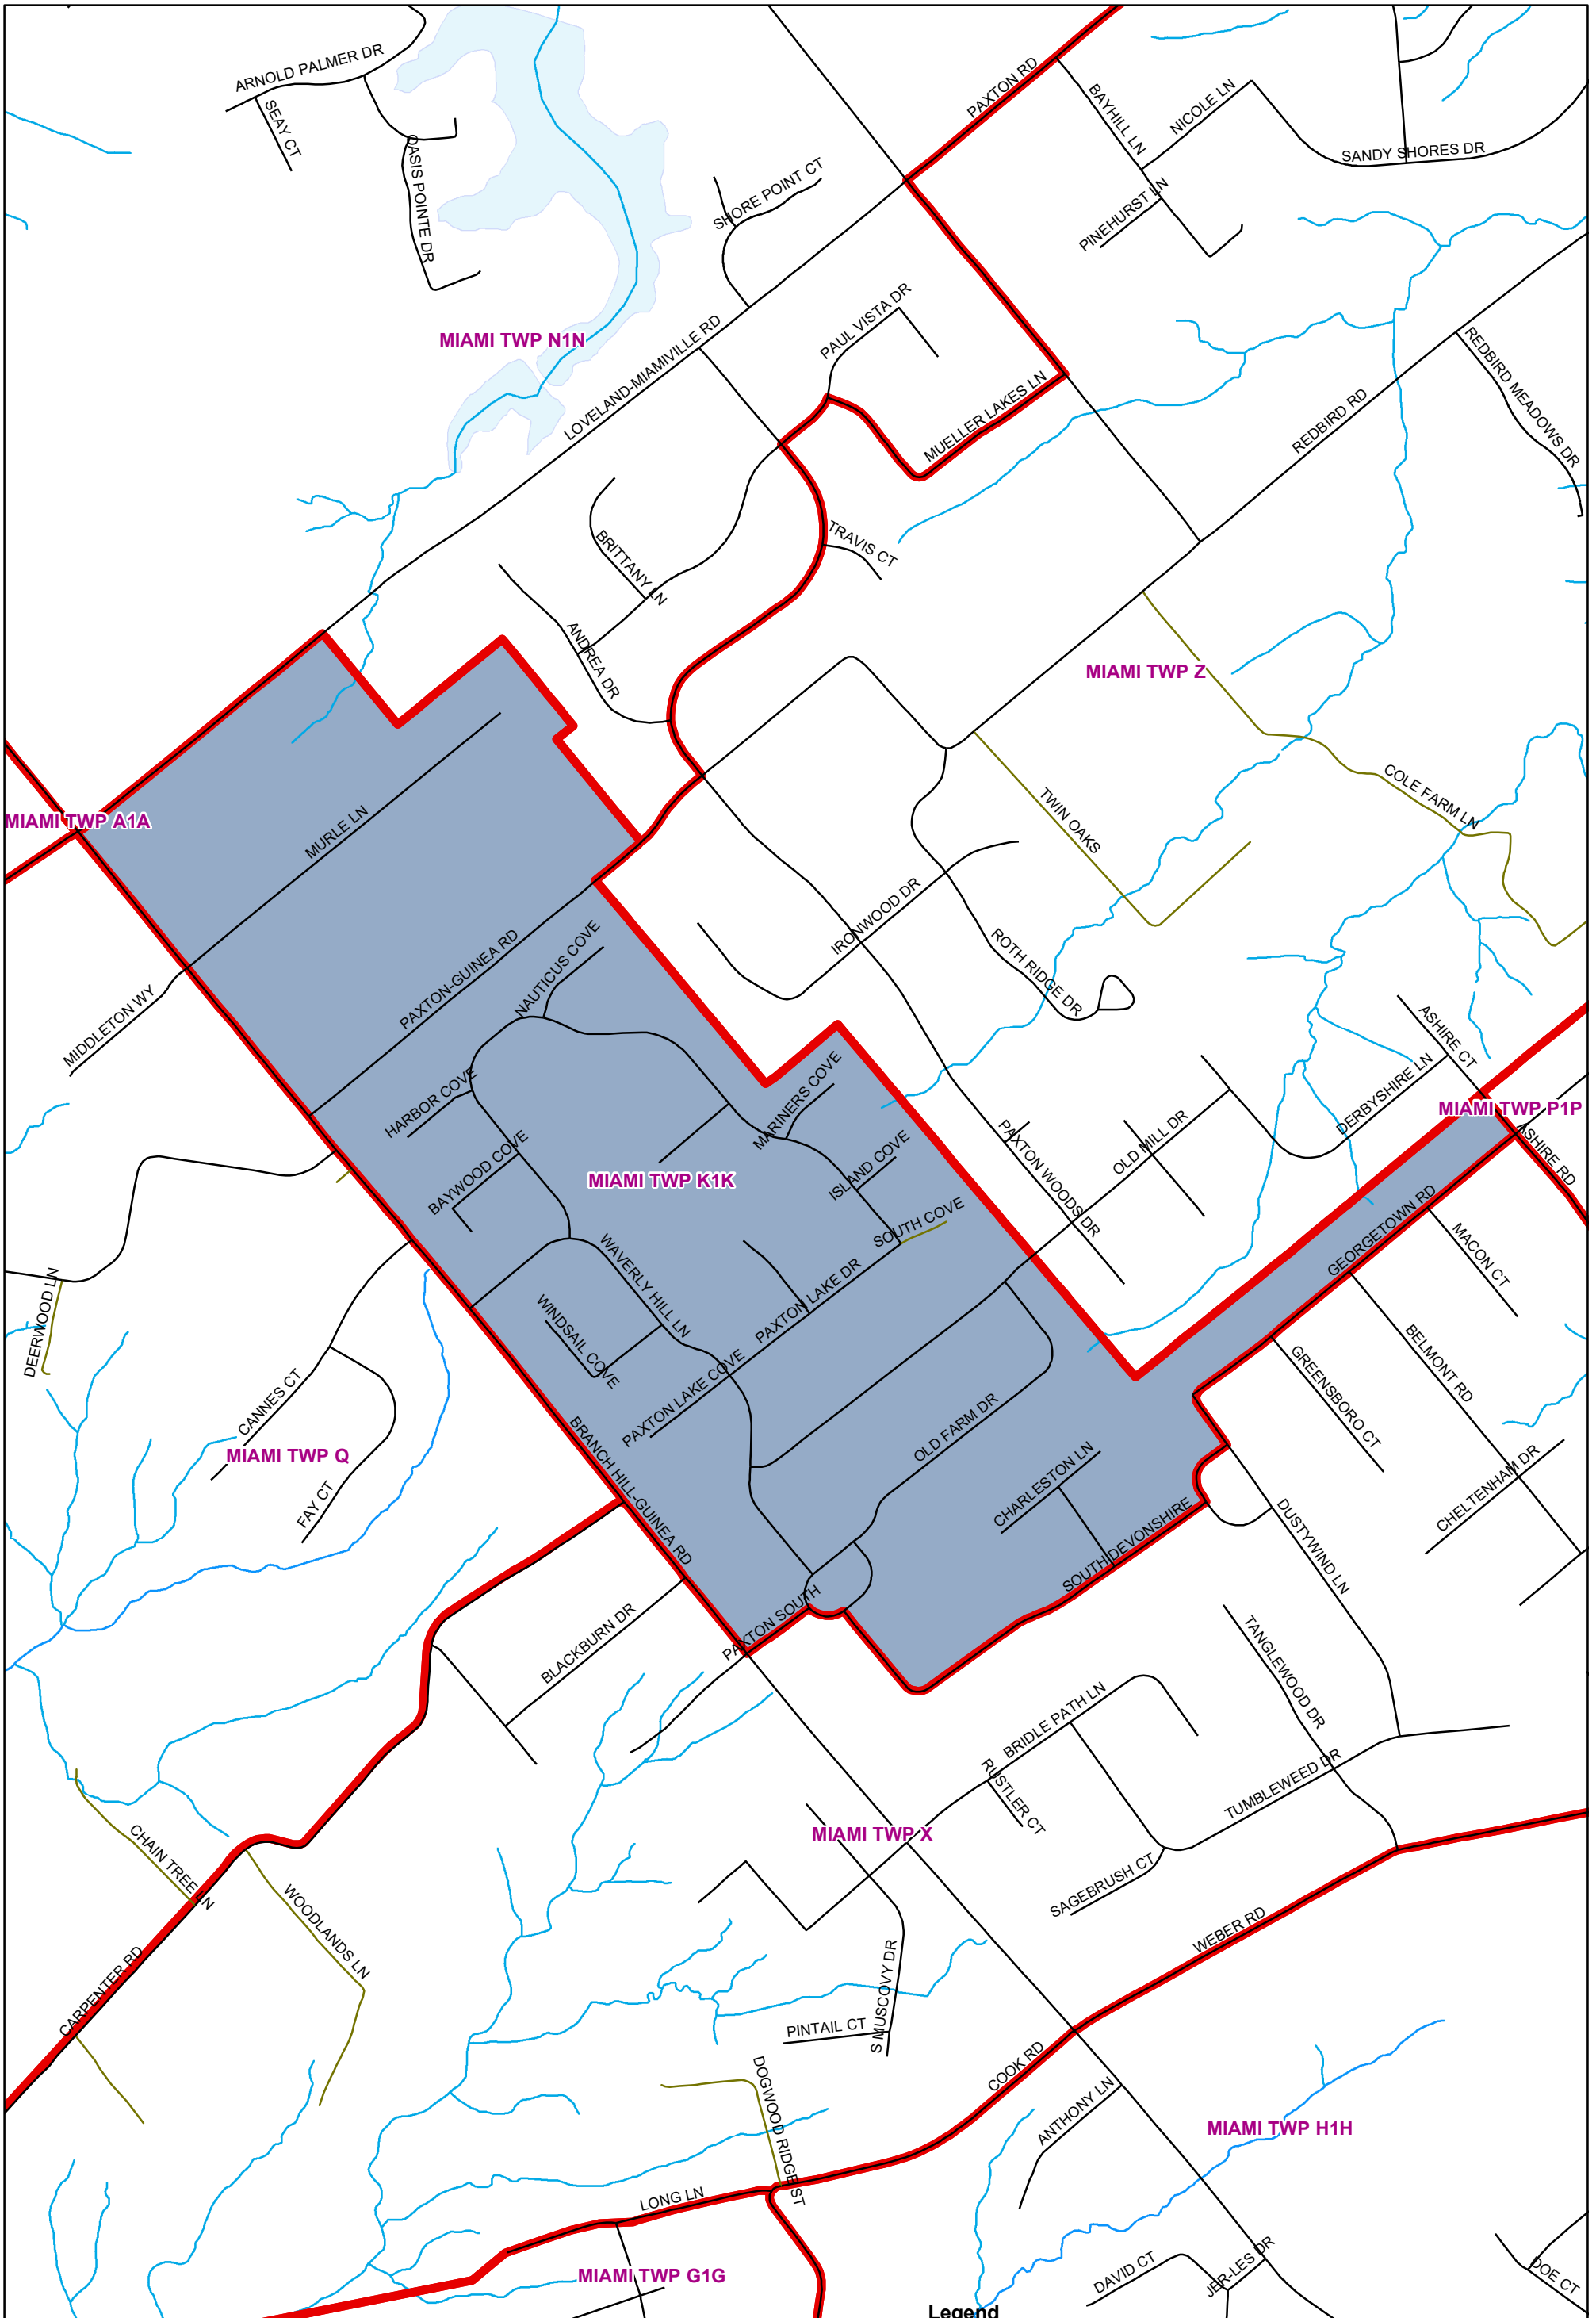 ARNOLD PALMER DR
SEAY CT
OASIS POINTE DR
PAXTON RD
BAYHILL LN
NICOLE LN
SANDY SHORES DR
PINEHURST LN
SHORE POINT CT
MIAMI TWP N1N
LOVELAND-MIAMIVILLE RD
PAUL VISTA DR
MUELLER LAKES LN
REDBIRD RD
REDBIRD MEADOWS DR
TRAVIS CT
BRITTANY LN
ANDREA DR
MIAMI TWP Z
COLE FARM LN
TWIN OAKS
MIAMI TWP A1A
MURLE LN
IRONWOOD DR
ROTH RIDGE DR
PAXTON-GUINEA RD
NAUTICUS COVE
MIDDLETON WY
HARBOR COVE
MARINERS COVE
ASHIRE CT
DERBYSHIRE LN
MIAMI TWP P1P
ASHIRE RD
BAYWOOD COVE
MIAMI TWP K1K
ISLAND COVE
PAXTON WOODS DR
OLD MILL DR
SOUTH COVE
GEORGETOWN RD
MACON CT
WAVERLY HILL LN
PAXTON LAKE DR
DEERWOOD LN
WINDSAIL COVE
PAXTON LAKE COVE
BELMONT RD
GREENSBORO CT
CANNES CT
MIAMI TWP Q
FAY CT
BRANCH HILL-GUINEA RD
OLD FARM DR
CHARLESTON LN
CHELTENHAM DR
SOUTH DEVONSHIRE
DUSTYWIND LN
PAXTON SOUTH
BLACKBURN DR
TANGLEWOOD DR
BRIDLE PATH LN
RUSTLER CT
TUMBLEWEED DR
MIAMI TWP X
CHAIN TREE LN
WOODLANDS LN
SAGEBRUSH CT
WEBER RD
CARPENTER RD
S MUSCOVY DR
PINTAIL CT
DOGWOOD RIDGE ST
COOK RD
ANTHONY LN
MIAMI TWP H1H
LONG LN
MIAMI TWP G1G
DAVID CT
JER-LES DR
DOE CT
Legend